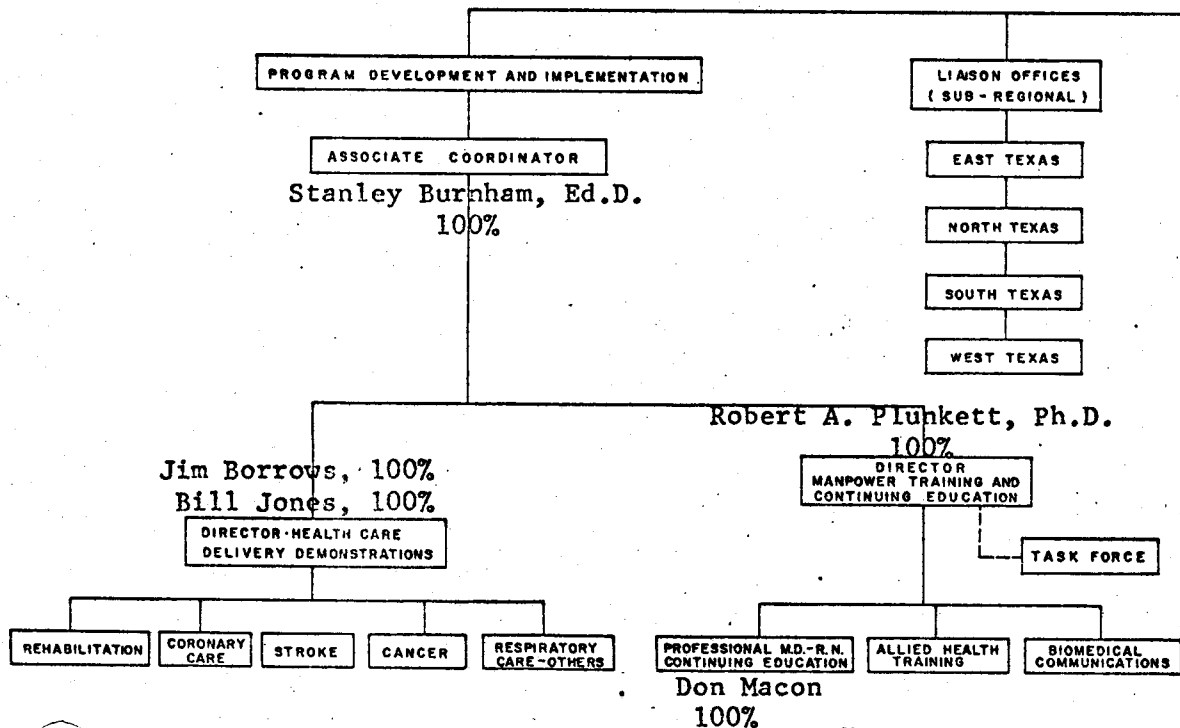 PROGRAM DEVELOPMENT AND IMPLEMENTATION
ASSOCIATE COORDINATOR
Stanley Burnham, Ed.D.
100%
LIAISON OFFICES
( SUB - REGIONAL )
EAST TEXAS
NORTH TEXAS
SOUTH TEXAS
WEST TEXAS
Jim Borrows, 100%
Bill Jones, 100%
DIRECTOR - HEALTH CARE
DELIVERY DEMONSTRATIONS
REHABILITATION
CORONARY
CARE
STROKE
CANCER
RESPIRATORY
CARE - OTHERS
Robert A. Plunkett, Ph.D.
100%
DIRECTOR
MANPOWER TRAINING AND
CONTINUING EDUCATION
TASK FORCE
PROFESSIONAL M.D.-R.N.
CONTINUING EDUCATION
Don Macon
100%
ALLIED HEALTH
TRAINING
BIOMEDICAL
COMMUNICATIONS